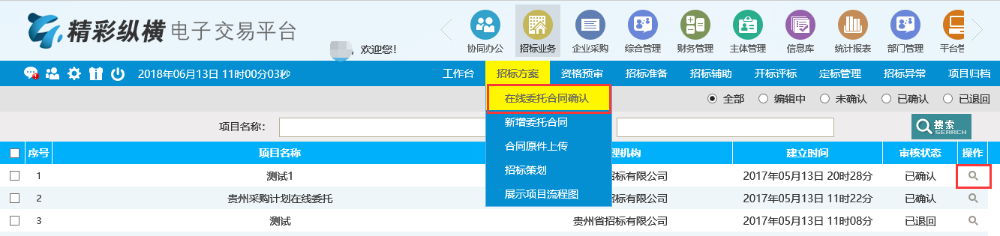 精彩纵横 电子交易平台
，欢迎您！
协同办公 招标业务 企业采购 综合管理 财务管理 主体管理 信息库 统计报表 部门管理 平台管
2018年06月13日 11时00分03秒 工作台 招标方案 资格预审 招标准备 招标辅助 开标评标 定标管理 招标异常 项目归档
在线委托合同确认 全部 编辑中 未确认 已确认 已退回
新增委托合同
项目名称： 搜索
SEARCH
合同原件上传
序号 项目名称 理机构 建立时间 审核状态 操作
招标策划
1 测试1 招标有限公司 2017年05月13日 20时28分 已确认
展示项目流程图
2 贵州采购计划在线委托 招标有限公司 2017年05月13日 11时22分 已确认
3 测试 贵州省招标有限公司 2017年05月13日 11时08分 已退回